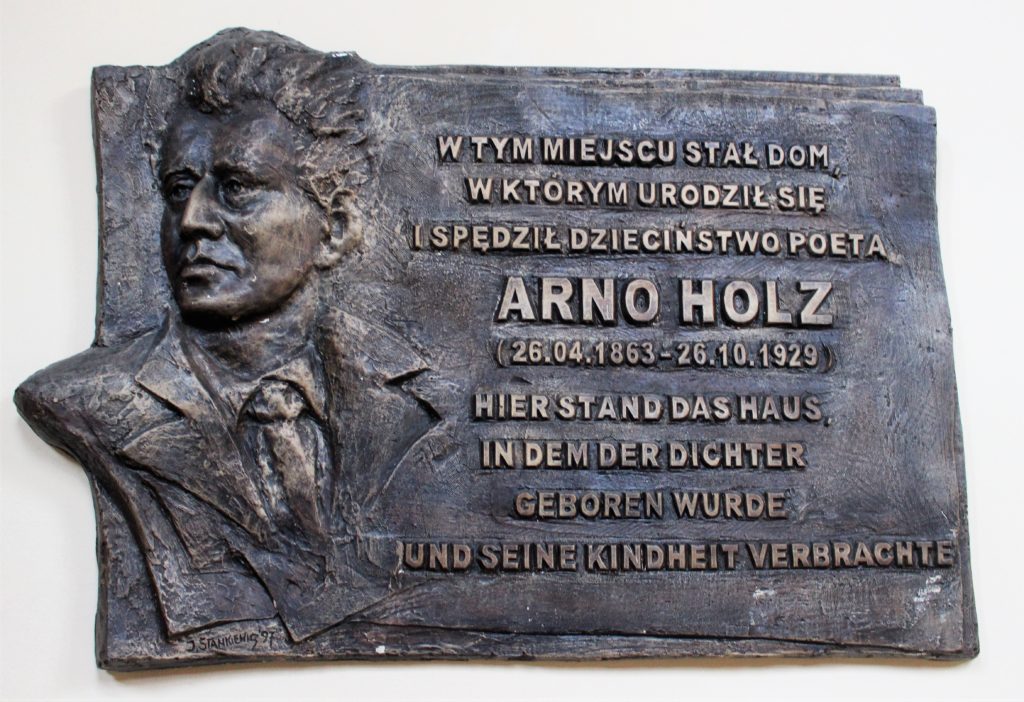 W TYM MIEJSCU STAŁ DOM,
W KTÓRYM URODZIŁ SIĘ
I SPĘDZIŁ DZIECIŃSTWO POETA
ARNO HOLZ
(26.04.1863-26.10.1929)
HIER STAND DAS HAUS,
IN DEM DER DICHTER
GEBOREN WURDE
UND SEINE KINDHEIT VERBRACHTE
J. STANKIEWICZ 97